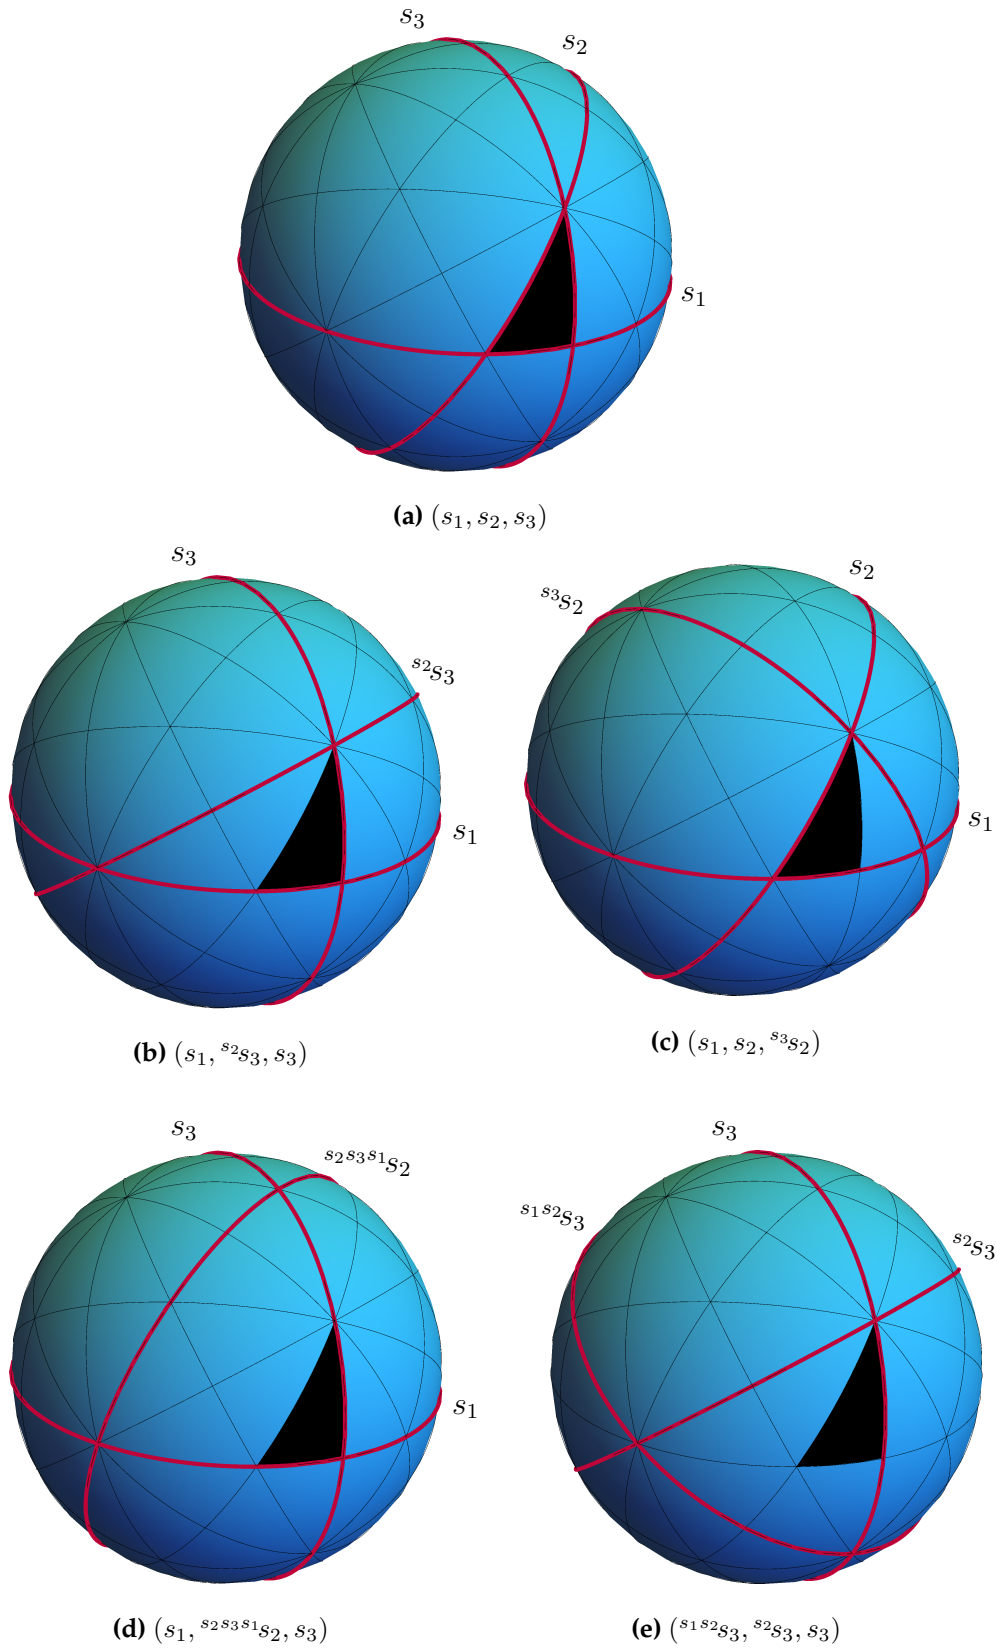 s₃ s₂
s₁
(a) (s₁, s₂, s₃)
s₃ s₂
ˢ³s₂
ˢ²s₃
s₁ s₁
(b) (s₁, ˢ²s₃, s₃) (c) (s₁, s₂, ˢ³s₂)
s₃ s₃
ˢ²ˢ³ˢ¹s₂
ˢ¹ˢ²s₃ ˢ²s₃
s₁
(d) (s₁, ˢ²ˢ³ˢ¹s₂, s₃) (e) (ˢ¹ˢ²s₃, ˢ²s₃, s₃)